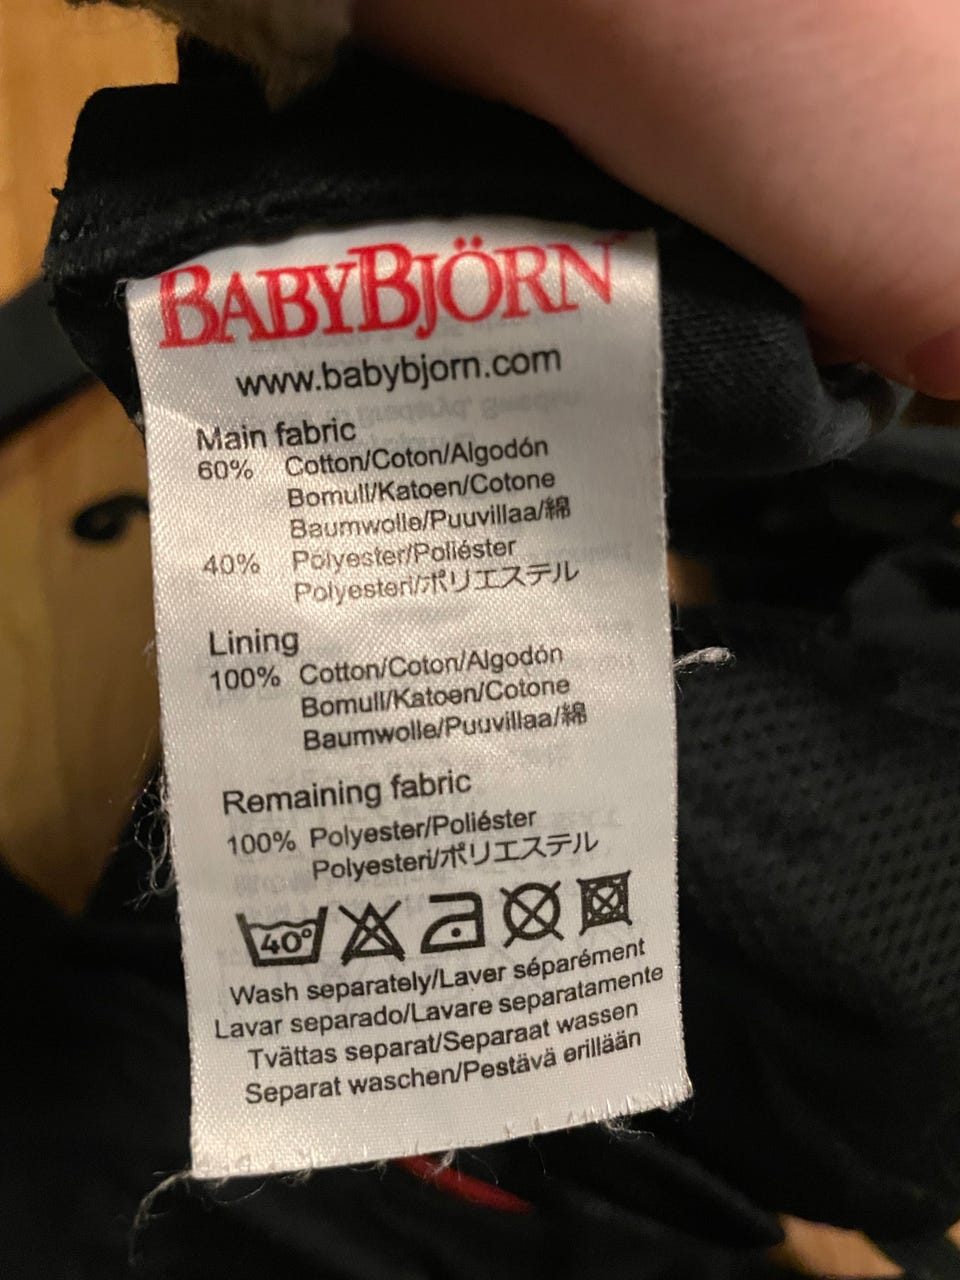 BABYBJÖRN
www.babybjorn.com
Main fabric
60% Cotton/Coton/Algodón
Bomull/Katoen/Cotone
Baumwolle/Puuvillaa/綿
40% Polyester/Poliéster
Polyesteri/ポリエステル
Lining
100% Cotton/Coton/Algodón
Bomull/Katoen/Cotone
Baumwolle/Puuvillaa/綿
Remaining fabric
100% Polyester/Poliéster
Polyesteri/ポリエステル
40°
Wash separately/Laver séparément
Lavar separado/Lavare separatamente
Tvättas separat/Separaat wassen
Separat waschen/Pestävä erillään